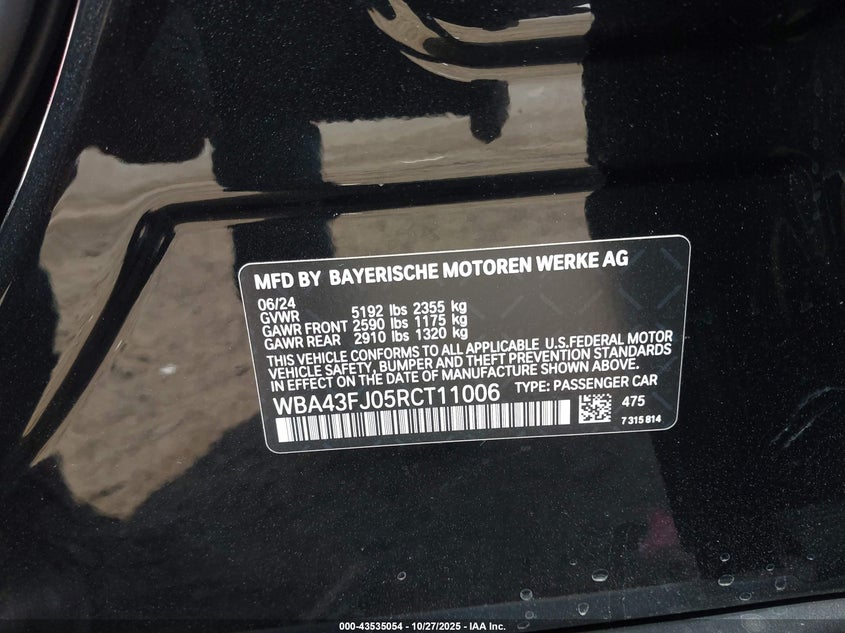 MFD BY BAYERISCHE MOTOREN WERKE AG
06/24
GVWR 5192 lbs 2355 kg
GAWR FRONT 2590 lbs 1175 kg
GAWR REAR 2910 lbs 1320 kg
THIS VEHICLE CONFORMS TO ALL APPLICABLE U.S.FEDERAL MOTOR
VEHICLE SAFETY, BUMPER AND THEFT PREVENTION STANDARDS
IN EFFECT ON THE DATE OF MANUFACTURE SHOWN ABOVE.
WBA43FJ05RCT11006 TYPE: PASSENGER CAR
475
7 315 814
000-43535054 - 10/27/2025 - IAA Inc.